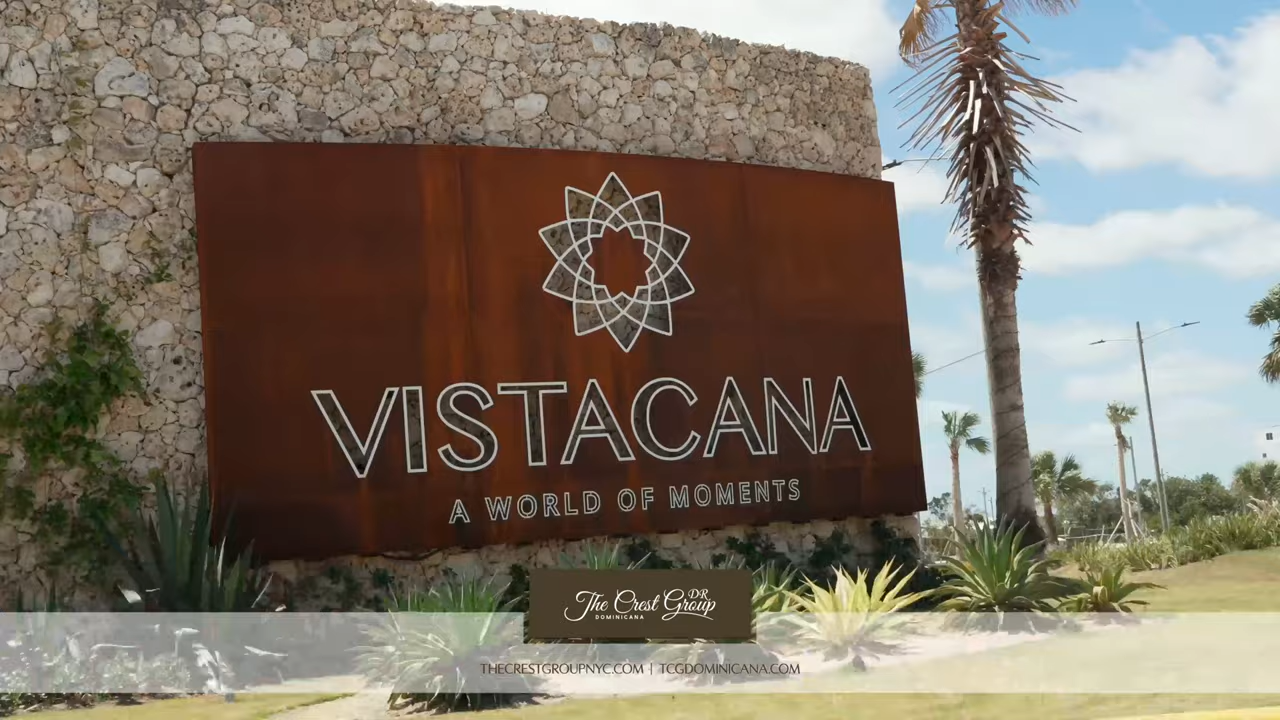 VISTACANA
A WORLD OF MOMENTS
The Crest Group DR
DOMINICANA
THECRESTGROUPNYC.COM | TCGDOMINICANA.COM